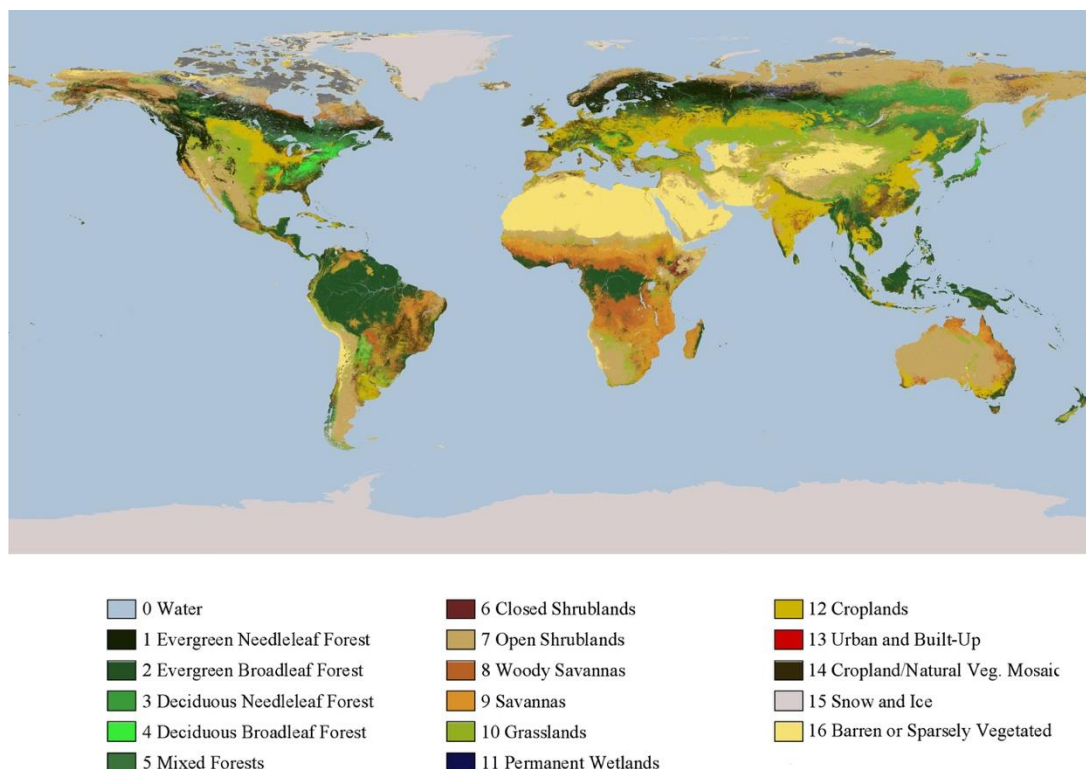 0 Water
1 Evergreen Needleleaf Forest
2 Evergreen Broadleaf Forest
3 Deciduous Needleleaf Forest
4 Deciduous Broadleaf Forest
5 Mixed Forests
6 Closed Shrublands
7 Open Shrublands
8 Woody Savannas
9 Savannas
10 Grasslands
11 Permanent Wetlands
12 Croplands
13 Urban and Built-Up
14 Cropland/Natural Veg. Mosaic
15 Snow and Ice
16 Barren or Sparsely Vegetated